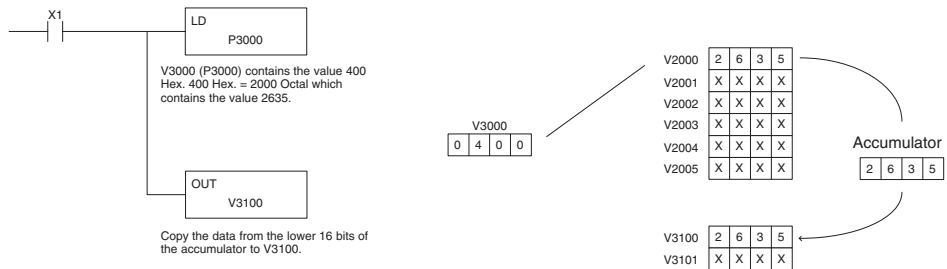 X1
LD
P3000
V3000 (P3000) contains the value 400
Hex. 400 Hex. = 2000 Octal which
contains the value 2635.
OUT
V3100
Copy the data from the lower 16 bits of
the accumulator to V3100.
V3000
0 4 0 0
V2000 2 6 3 5
V2001 X X X X
V2002 X X X X
V2003 X X X X
V2004 X X X X
V2005 X X X X
Accumulator
2 6 3 5
V3100 2 6 3 5
V3101 X X X X